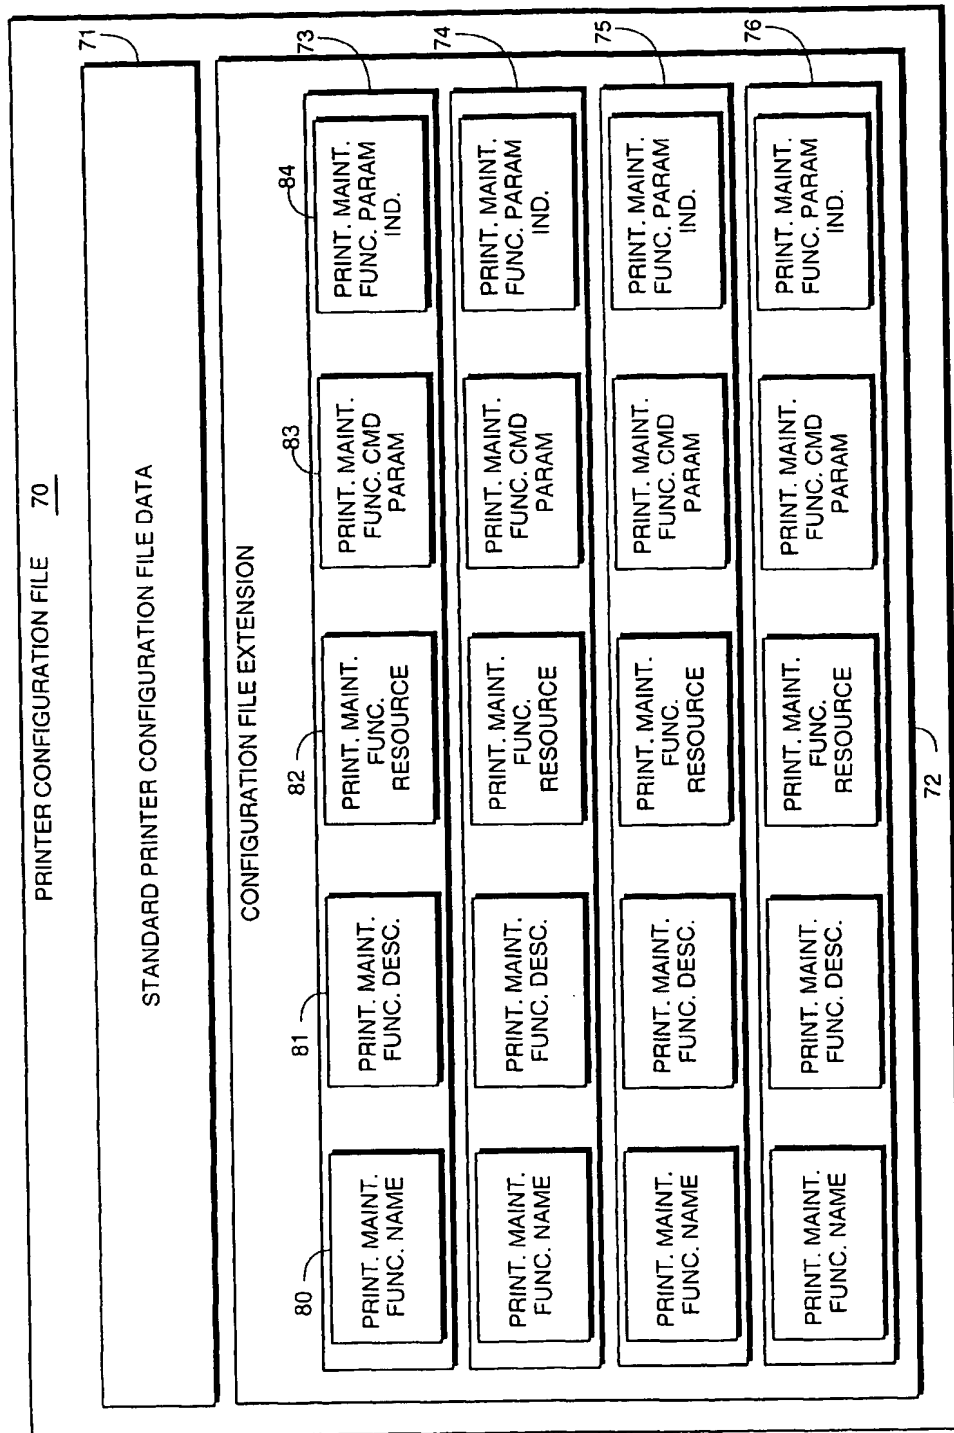 PRINTER CONFIGURATION FILE 70
71
STANDARD PRINTER CONFIGURATION FILE DATA
CONFIGURATION FILE EXTENSION
80
81
82
83
84
73
PRINT. MAINT.
FUNC. NAME
PRINT. MAINT.
FUNC. DESC.
PRINT. MAINT.
FUNC.
RESOURCE
PRINT. MAINT.
FUNC. CMD
PARAM
PRINT. MAINT.
FUNC. PARAM
IND.
74
PRINT. MAINT.
FUNC. NAME
PRINT. MAINT.
FUNC. DESC.
PRINT. MAINT.
FUNC.
RESOURCE
PRINT. MAINT.
FUNC. CMD
PARAM
PRINT. MAINT.
FUNC. PARAM
IND.
75
PRINT. MAINT.
FUNC. NAME
PRINT. MAINT.
FUNC. DESC.
PRINT. MAINT.
FUNC.
RESOURCE
PRINT. MAINT.
FUNC. CMD
PARAM
PRINT. MAINT.
FUNC. PARAM
IND.
76
PRINT. MAINT.
FUNC. NAME
PRINT. MAINT.
FUNC. DESC.
PRINT. MAINT.
FUNC.
RESOURCE
PRINT. MAINT.
FUNC. CMD
PARAM
PRINT. MAINT.
FUNC. PARAM
IND.
72